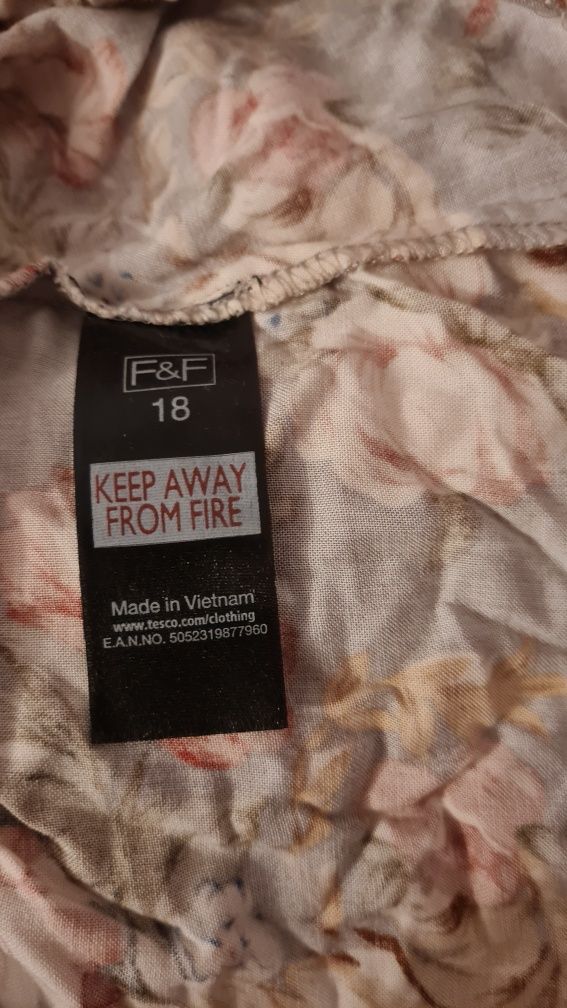 F&F
18
KEEP AWAY
FROM FIRE
Made in Vietnam
www.tesco.com/clothing
E.A.N.NO. 5052319877960